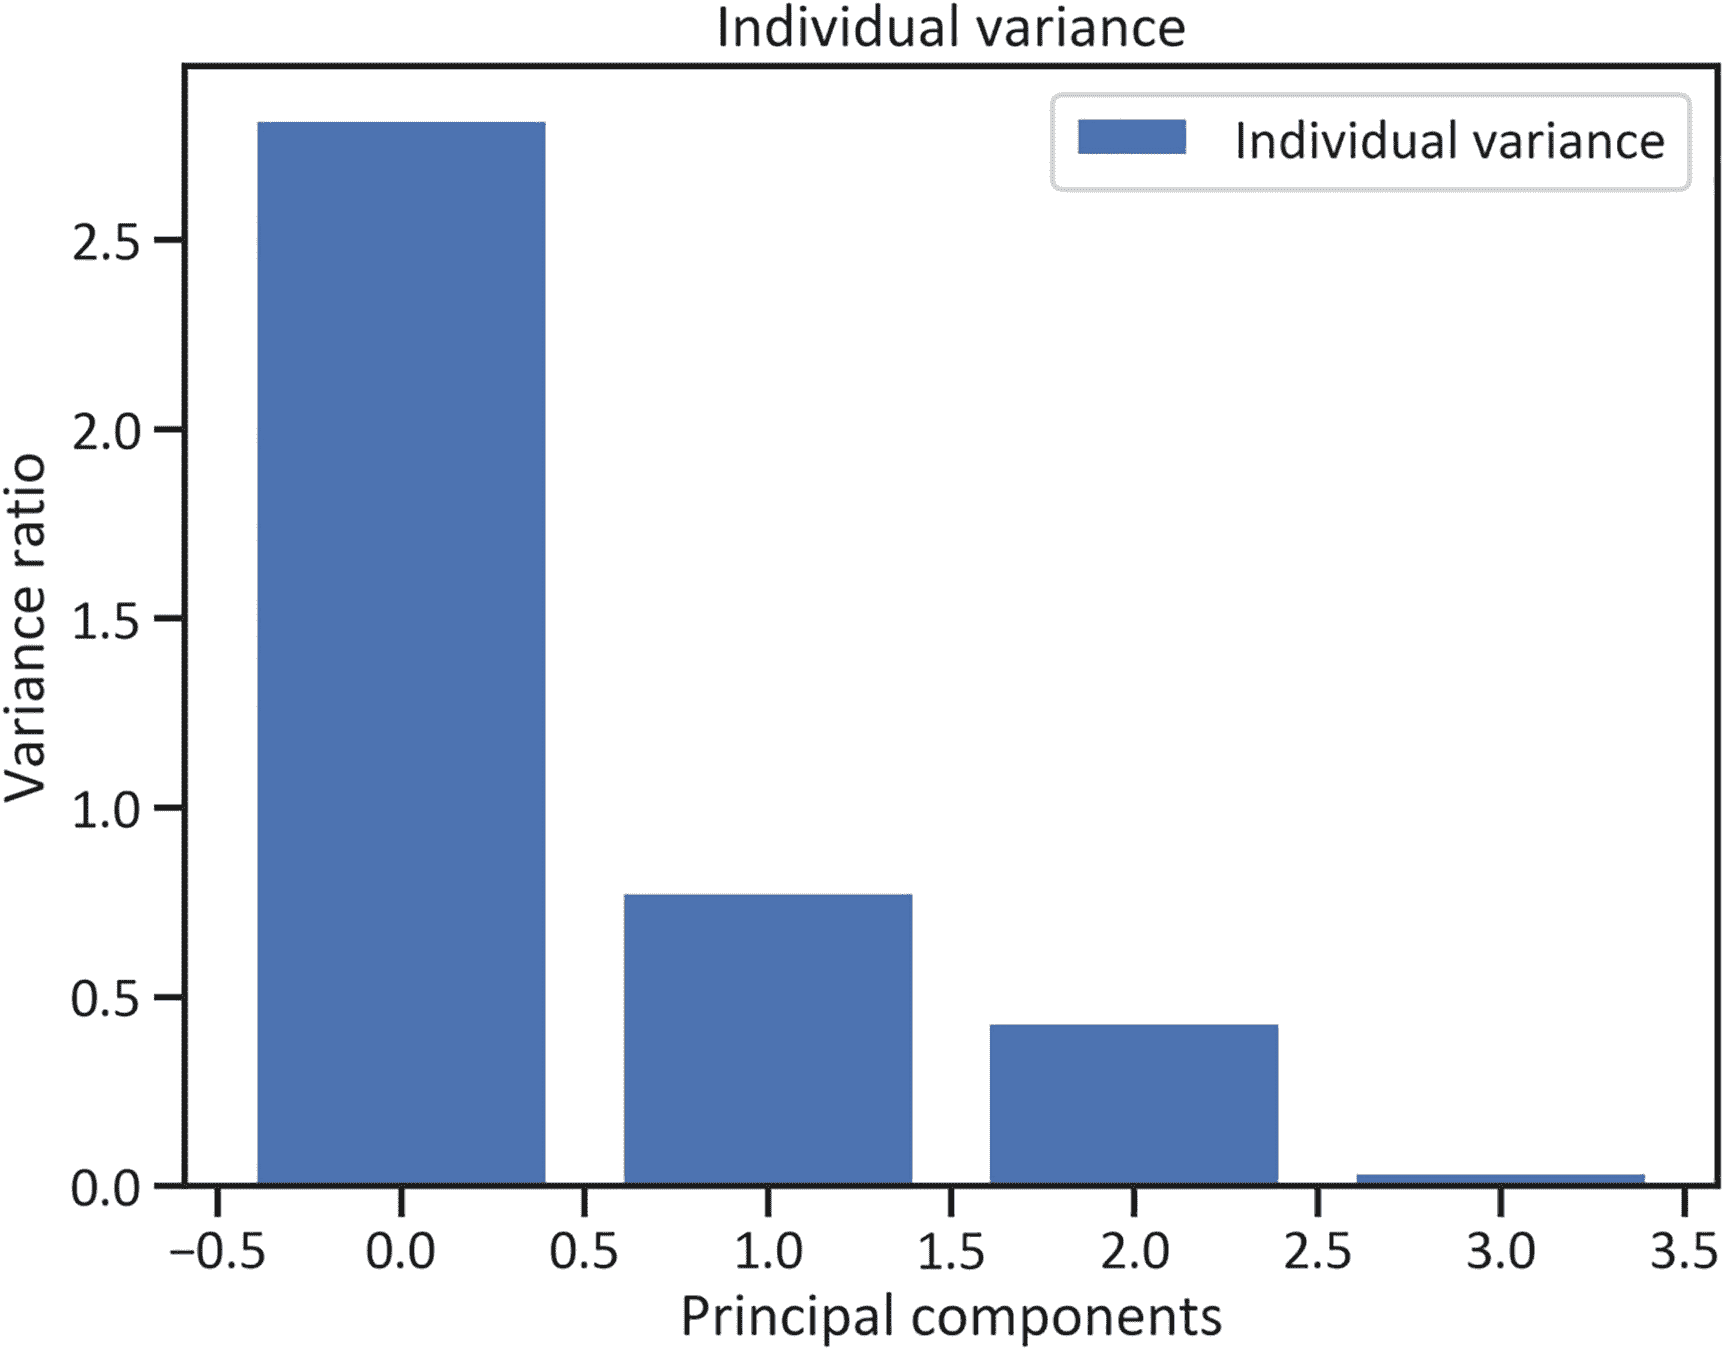 Individual variance
Individual variance
Variance ratio
2.5
2.0
1.5
1.0
0.5
0.0
−0.5 0.0 0.5 1.0 1.5 2.0 2.5 3.0 3.5
Principal components